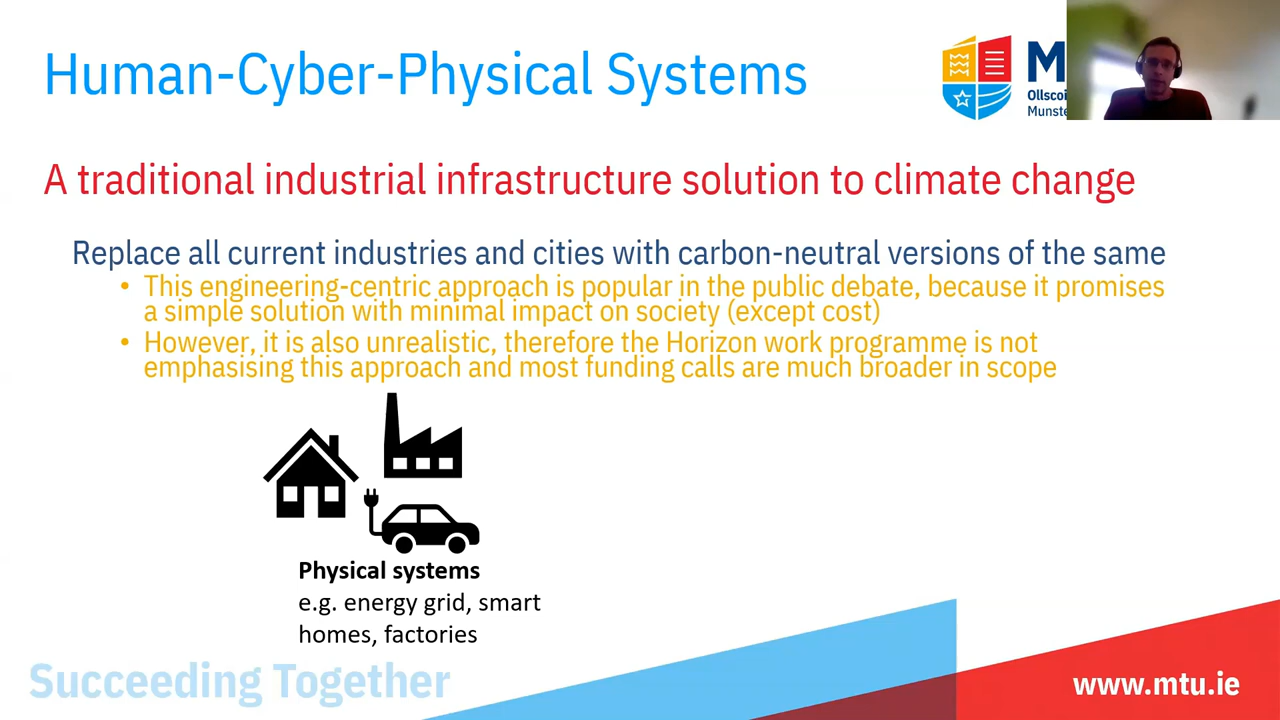 Human-Cyber-Physical Systems
M
Ollscoi
Munste
A traditional industrial infrastructure solution to climate change
Replace all current industries and cities with carbon-neutral versions of the same
• This engineering-centric approach is popular in the public debate, because it promises
a simple solution with minimal impact on society (except cost)
• However, it is also unrealistic, therefore the Horizon work programme is not
emphasising this approach and most funding calls are much broader in scope
Physical systems
e.g. energy grid, smart
homes, factories
Succeeding Together
www.mtu.ie